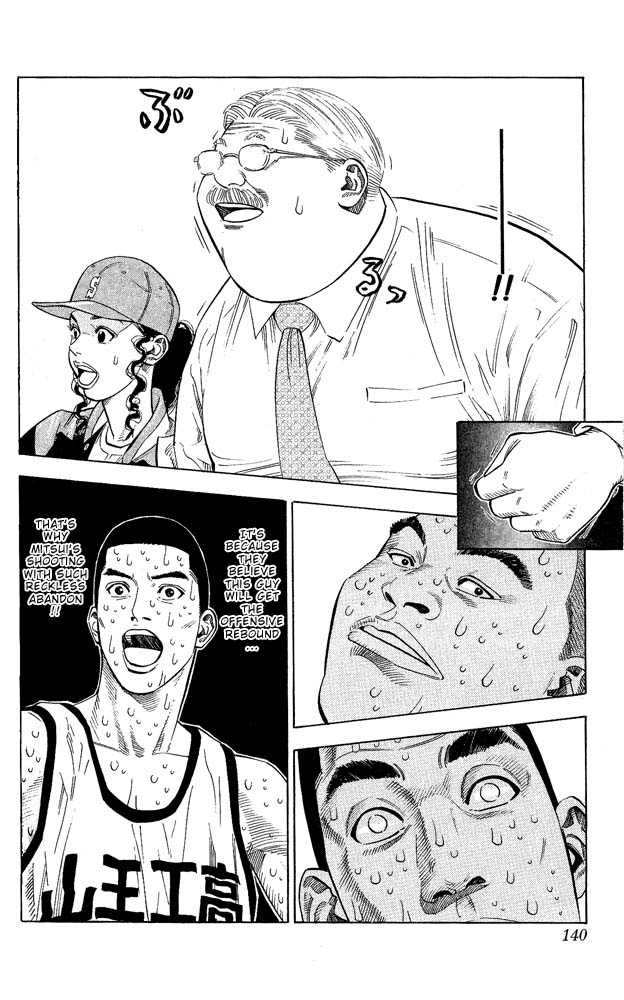 ぶ
"
る
っ
S
!!
IT'S
BECAUSE
THEY
BELIEVE
THIS GUY
WILL GET
THE
OFFENSIVE
REBOUND
...
THAT'S
WHY
MITSUI'S
SHOOTING
WITH SUCH
RECKLESS
ABANDON
!!
山王工高
140